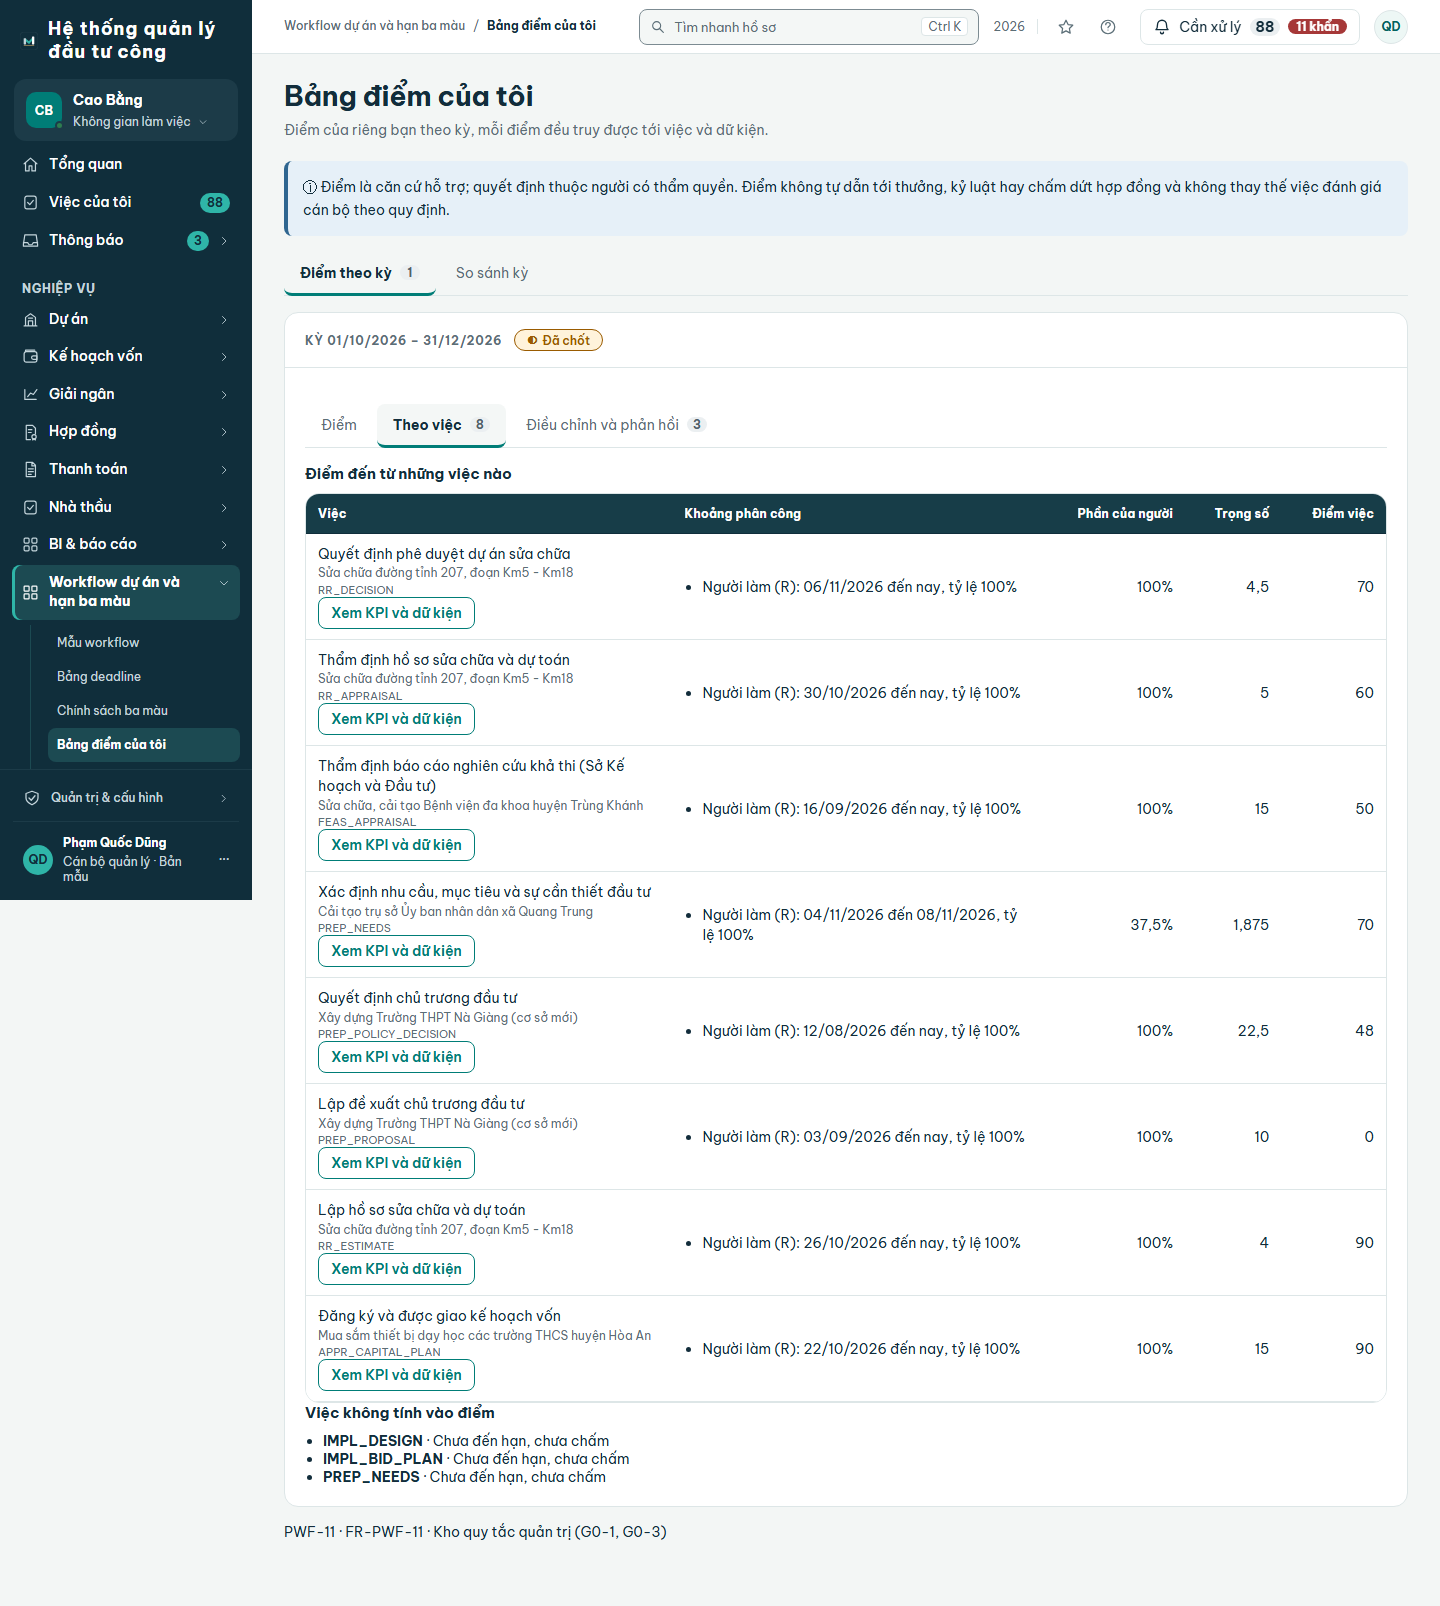 Hệ thống quản lý
đầu tư công
CB
Cao Bằng
Không gian làm việc
Tổng quan
Việc của tôi 88
Thông báo 3
NGHIỆP VỤ
Dự án
Kế hoạch vốn
Giải ngân
Hợp đồng
Thanh toán
Nhà thầu
BI & báo cáo
Workflow dự án và
hạn ba màu
Mẫu workflow
Bảng deadline
Chính sách ba màu
Bảng điểm của tôi
Quản trị & cấu hình
QD
Phạm Quốc Dũng
Cán bộ quản lý · Bản
mẫu
Workflow dự án và hạn ba màu / Bảng điểm của tôi
Tìm nhanh hồ sơ Ctrl K
2026
Cần xử lý 88 11 khẩn
QD
Bảng điểm của tôi
Điểm của riêng bạn theo kỳ, mỗi điểm đều truy được tới việc và dữ kiện.
Điểm là căn cứ hỗ trợ; quyết định thuộc người có thẩm quyền. Điểm không tự dẫn tới thưởng, kỷ luật hay chấm dứt hợp đồng và không thay thế việc đánh giá
cán bộ theo quy định.
Điểm theo kỳ 1
So sánh kỳ
KỲ 01/10/2026 – 31/12/2026
Đã chốt
Điểm
Theo việc 8
Điều chỉnh và phản hồi 3
Điểm đến từ những việc nào
Việc Khoảng phân công Phần của người Trọng số Điểm việc
Quyết định phê duyệt dự án sửa chữa
Sửa chữa đường tỉnh 207, đoạn Km5 - Km18
RR_DECISION
Xem KPI và dữ kiện
• Người làm (R): 06/11/2026 đến nay, tỷ lệ 100% 100% 4,5 70
Thẩm định hồ sơ sửa chữa và dự toán
Sửa chữa đường tỉnh 207, đoạn Km5 - Km18
RR_APPRAISAL
Xem KPI và dữ kiện
• Người làm (R): 30/10/2026 đến nay, tỷ lệ 100% 100% 5 60
Thẩm định báo cáo nghiên cứu khả thi (Sở Kế
hoạch và Đầu tư)
Sửa chữa, cải tạo Bệnh viện đa khoa huyện Trùng Khánh
FEAS_APPRAISAL
Xem KPI và dữ kiện
• Người làm (R): 16/09/2026 đến nay, tỷ lệ 100% 100% 15 50
Xác định nhu cầu, mục tiêu và sự cần thiết đầu tư
Cải tạo trụ sở Ủy ban nhân dân xã Quang Trung
PREP_NEEDS
Xem KPI và dữ kiện
• Người làm (R): 04/11/2026 đến 08/11/2026, tỷ
lệ 100%
37,5% 1,875 70
Quyết định chủ trương đầu tư
Xây dựng Trường THPT Nà Giàng (cơ sở mới)
PREP_POLICY_DECISION
Xem KPI và dữ kiện
• Người làm (R): 12/08/2026 đến nay, tỷ lệ 100% 100% 22,5 48
Lập đề xuất chủ trương đầu tư
Xây dựng Trường THPT Nà Giàng (cơ sở mới)
PREP_PROPOSAL
Xem KPI và dữ kiện
• Người làm (R): 03/09/2026 đến nay, tỷ lệ 100% 100% 10 0
Lập hồ sơ sửa chữa và dự toán
Sửa chữa đường tỉnh 207, đoạn Km5 - Km18
RR_ESTIMATE
Xem KPI và dữ kiện
• Người làm (R): 26/10/2026 đến nay, tỷ lệ 100% 100% 4 90
Đăng ký và được giao kế hoạch vốn
Mua sắm thiết bị dạy học các trường THCS huyện Hòa An
APPR_CAPITAL_PLAN
Xem KPI và dữ kiện
• Người làm (R): 22/10/2026 đến nay, tỷ lệ 100% 100% 15 90
Việc không tính vào điểm
• IMPL_DESIGN · Chưa đến hạn, chưa chấm
• IMPL_BID_PLAN · Chưa đến hạn, chưa chấm
• PREP_NEEDS · Chưa đến hạn, chưa chấm
PWF-11 · FR-PWF-11 · Kho quy tắc quản trị (G0-1, G0-3)